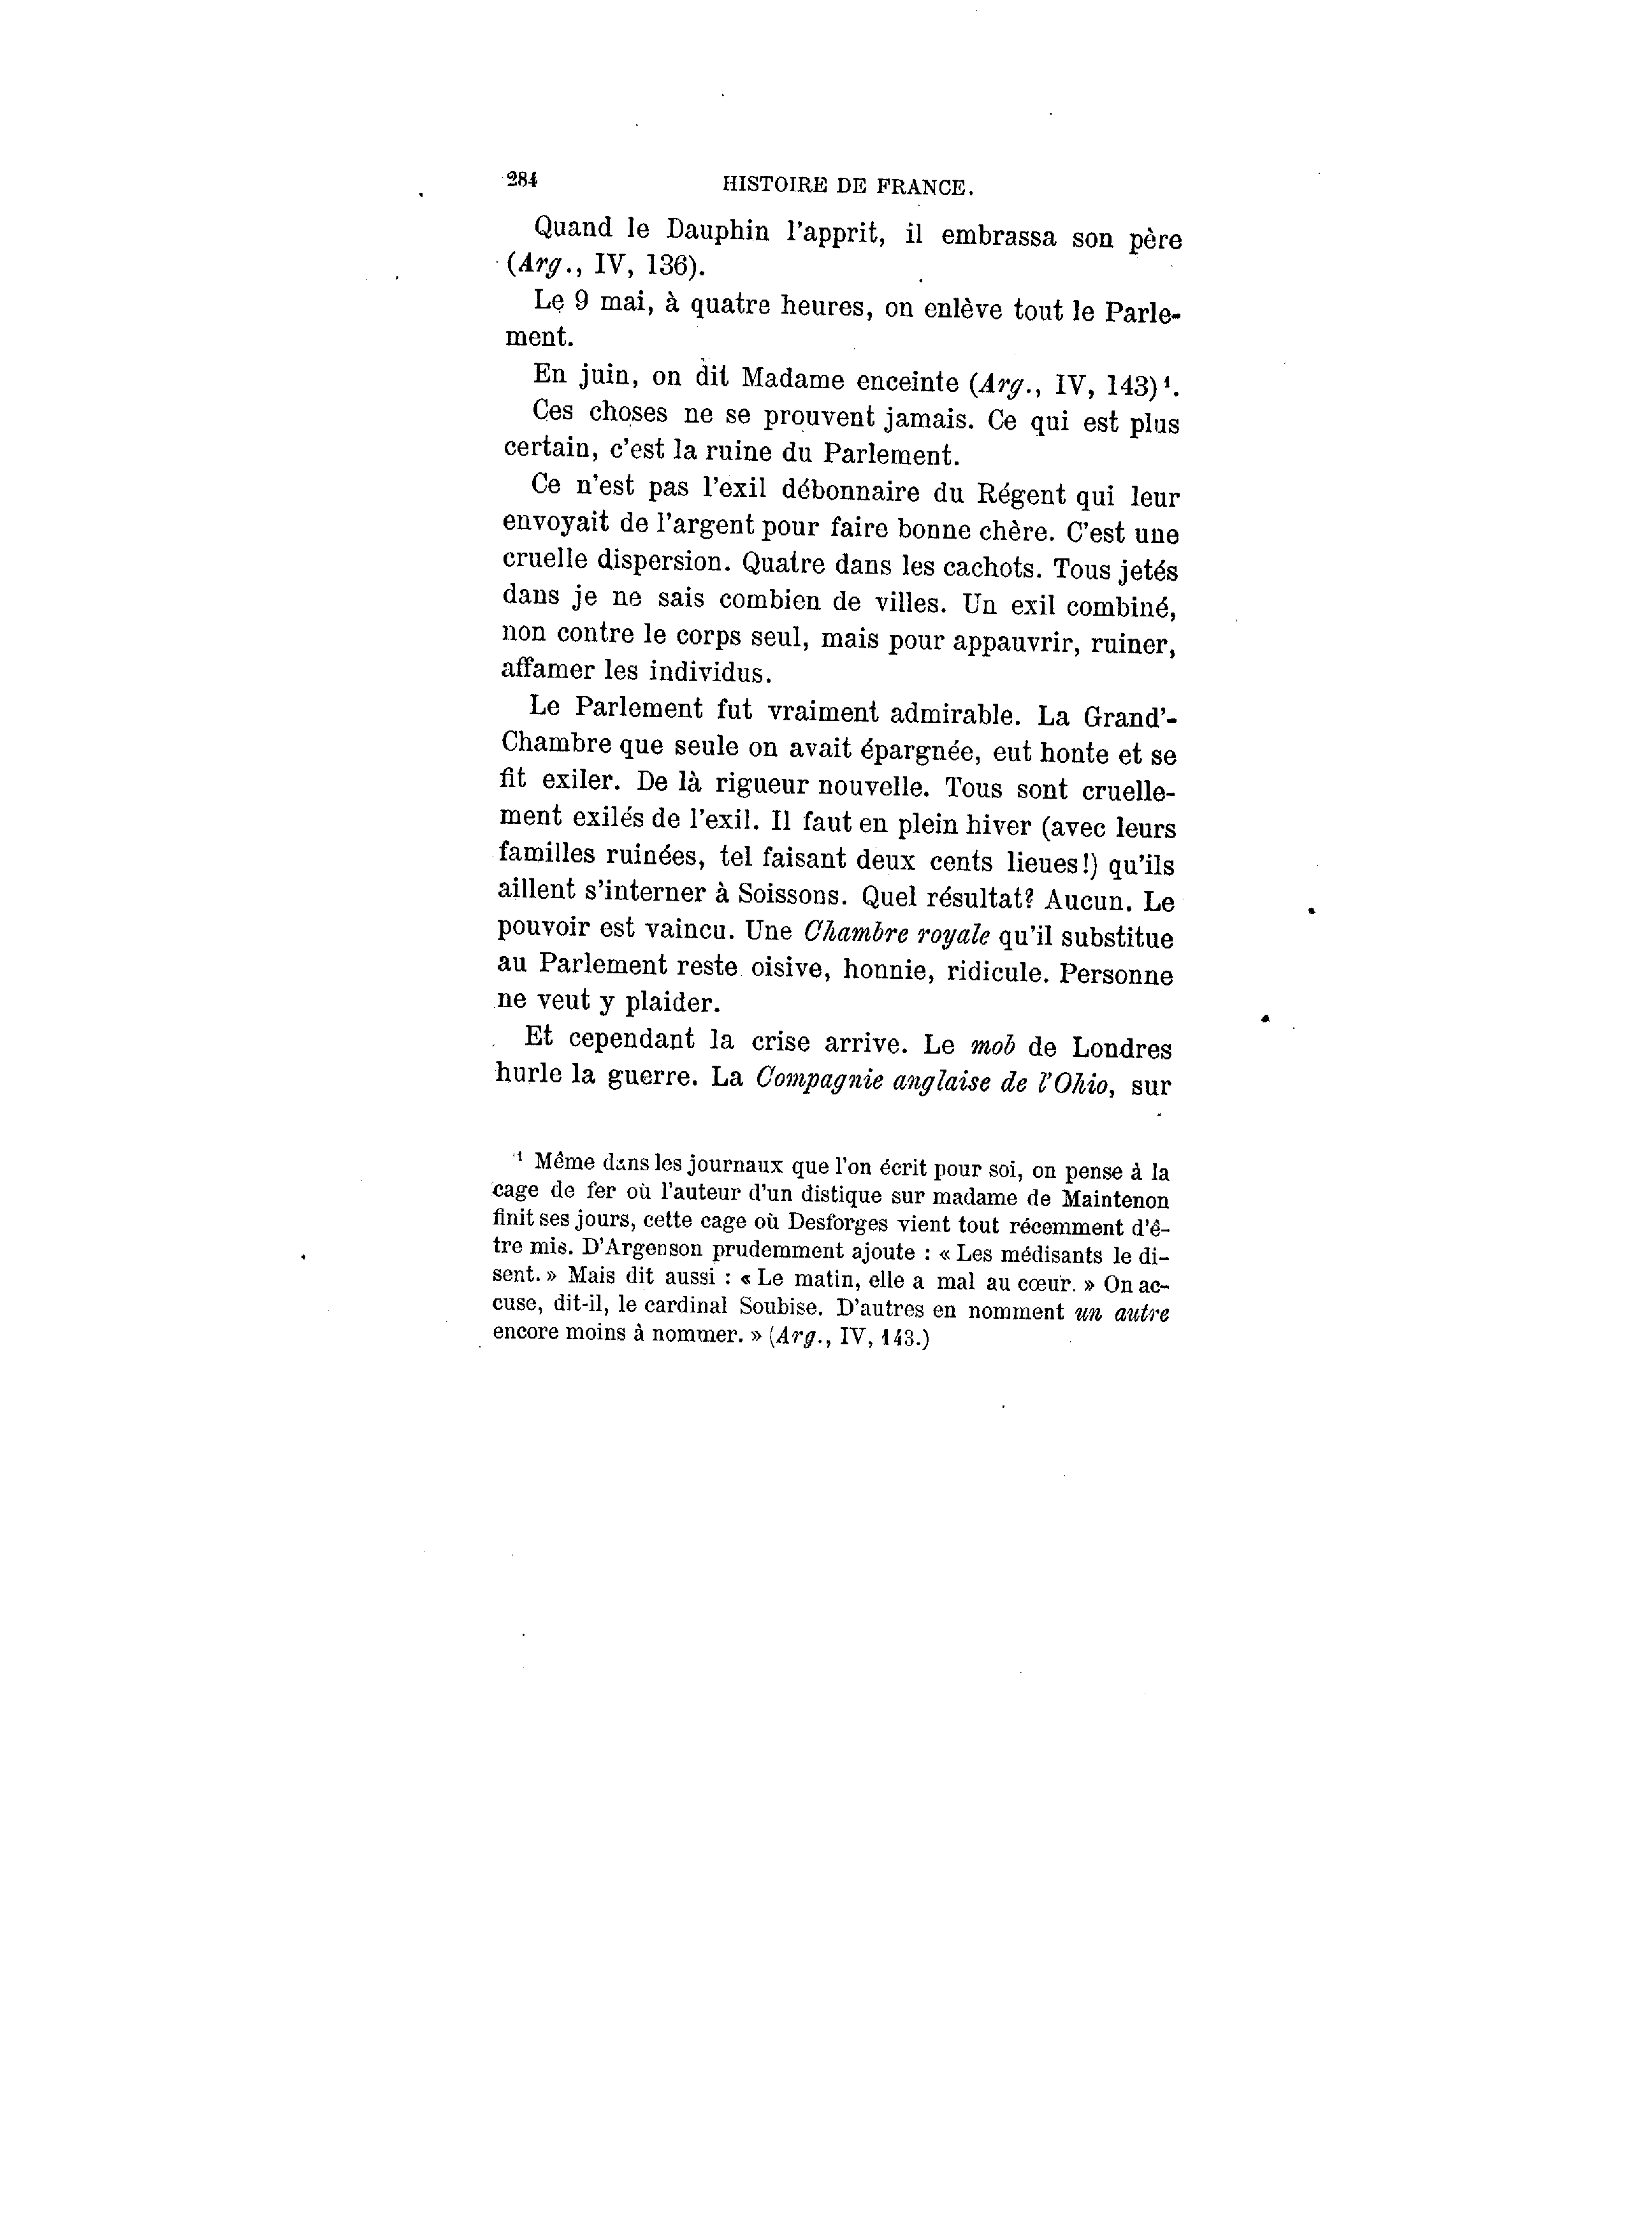 284 HISTOIRE DE FRANCE.
Quand le Dauphin l'apprit, il embrassa son père
(Arg., IV, 136).
Le 9 mai, à quatre heures, on enlève tout le Parle-
ment.
En juin, on dit Madame enceinte (Arg., IV, 143)¹.
Ces choses ne se prouvent jamais. Ce qui est plus
certain, c'est la ruine du Parlement.
Ce n'est pas l'exil débonnaire du Régent qui leur
envoyait de l'argent pour faire bonne chère. C'est une
cruelle dispersion. Quatre dans les cachots. Tous jetés
dans je ne sais combien de villes. Un exil combiné,
non contre le corps seul, mais pour appauvrir, ruiner,
affamer les individus.
Le Parlement fut vraiment admirable. La Grand'-
Chambre que seule on avait épargnée, eut honte et se
fit exiler. De là rigueur nouvelle. Tous sont cruelle-
ment exilés de l'exil. Il faut en plein hiver (avec leurs
familles ruinées, tel faisant deux cents lieues!) qu'ils
aillent s'interner à Soissons. Quel résultat? Aucun. Le
pouvoir est vaincu. Une Chambre royale qu'il substitue
au Parlement reste oisive, honnie, ridicule. Personne
ne veut y plaider.
Et cependant la crise arrive. Le mob de Londres
hurle la guerre. La Compagnie anglaise de l'Ohio, sur
¹ Même dans les journaux que l'on écrit pour soi, on pense à la
cage de fer où l'auteur d'un distique sur madame de Maintenon
finit ses jours, cette cage où Desforges vient tout récemment d'ê-
tre mis. D'Argenson prudemment ajoute : « Les médisants le di-
sent. » Mais dit aussi : « Le matin, elle a mal au cœur. » On ac-
cuse, dit-il, le cardinal Soubise. D'autres en nomment un autre
encore moins à nommer. » (Arg., IV, 143.)